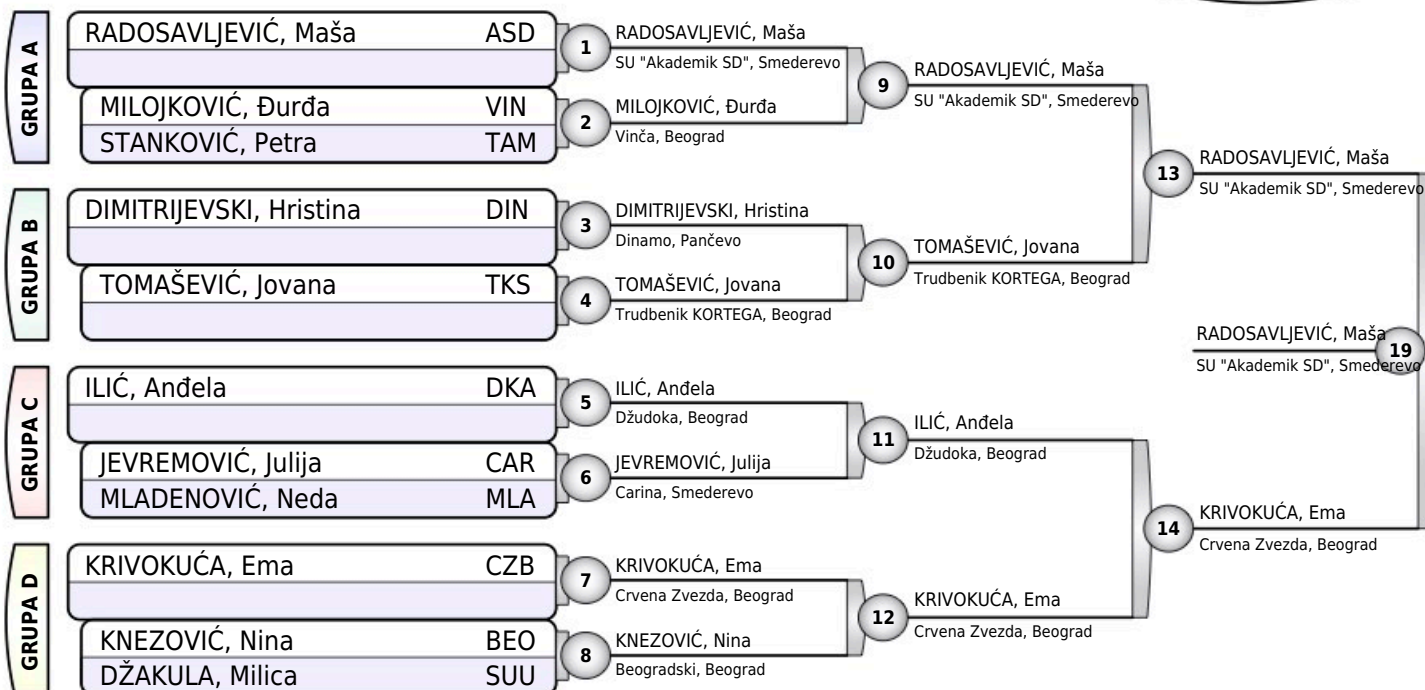 GRUPA A
RADOSAVLJEVIĆ, Maša ASD
MILOJKOVIĆ, Đurđa VIN
STANKOVIĆ, Petra TAM
GRUPA B
DIMITRIJEVSKI, Hristina DIN
TOMAŠEVIĆ, Jovana TKS
GRUPA C
ILIĆ, Anđela DKA
JEVREMOVIĆ, Julija CAR
MLADENOVIĆ, Neda MLA
GRUPA D
KRIVOKUĆA, Ema CZB
KNEZOVIĆ, Nina BEO
DŽAKULA, Milica SUU
1
RADOSAVLJEVIĆ, Maša
SU "Akademik SD", Smederevo
2
MILOJKOVIĆ, Đurđa
Vinča, Beograd
3
DIMITRIJEVSKI, Hristina
Dinamo, Pančevo
4
TOMAŠEVIĆ, Jovana
Trudbenik KORTEGA, Beograd
5
ILIĆ, Anđela
Džudoka, Beograd
6
JEVREMOVIĆ, Julija
Carina, Smederevo
7
KRIVOKUĆA, Ema
Crvena Zvezda, Beograd
8
KNEZOVIĆ, Nina
Beogradski, Beograd
9
RADOSAVLJEVIĆ, Maša
SU "Akademik SD", Smederevo
10
TOMAŠEVIĆ, Jovana
Trudbenik KORTEGA, Beograd
11
ILIĆ, Anđela
Džudoka, Beograd
12
KRIVOKUĆA, Ema
Crvena Zvezda, Beograd
13
RADOSAVLJEVIĆ, Maša
SU "Akademik SD", Smederevo
14
KRIVOKUĆA, Ema
Crvena Zvezda, Beograd
RADOSAVLJEVIĆ, Maša
SU "Akademik SD", Smederevo
19